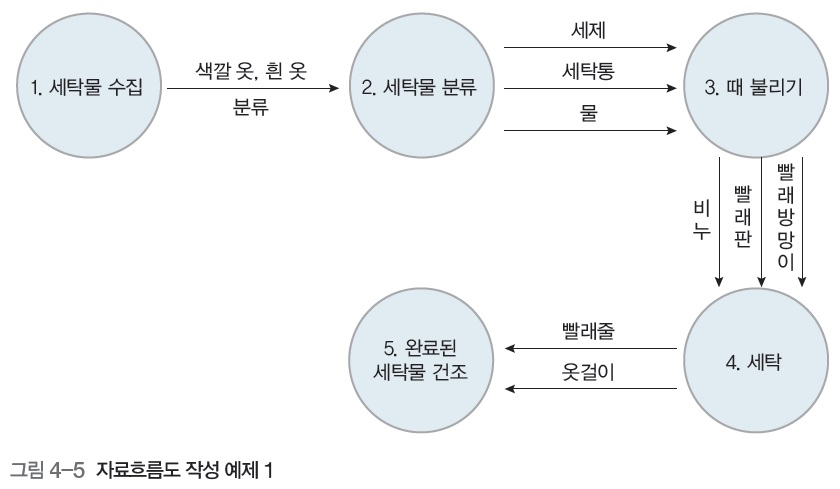 1. 세탁물 수집
색깔 옷, 흰 옷
분류
2. 세탁물 분류
세제
세탁통
물
3. 때 불리기
비누
빨래판
빨래방망이
4. 세탁
빨래줄
옷걸이
5. 완료된
세탁물 건조
그림 4-5 자료흐름도 작성 예제 1